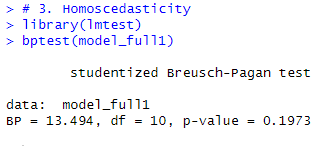 > # 3. Homoscedasticity
> library(lmtest)
> bptest(model_full1)
studentized Breusch-Pagan test
data:  model_full1
BP = 13.494, df = 10, p-value = 0.1973